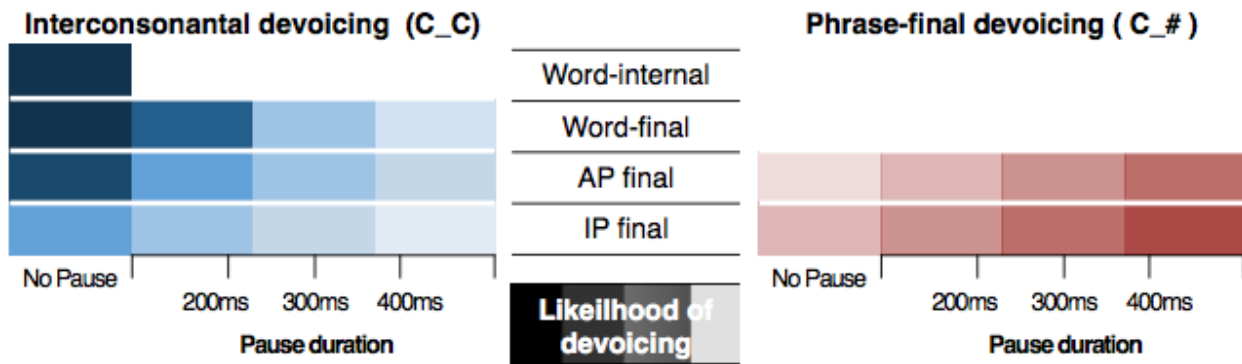 Interconsonantal devoicing (C_C)
Phrase-final devoicing ( C_# )
Word-internal
Word-final
AP final
IP final
No Pause
200ms
300ms
400ms
Pause duration
Likeilhood of
devoicing
No Pause
200ms
300ms
400ms
Pause duration